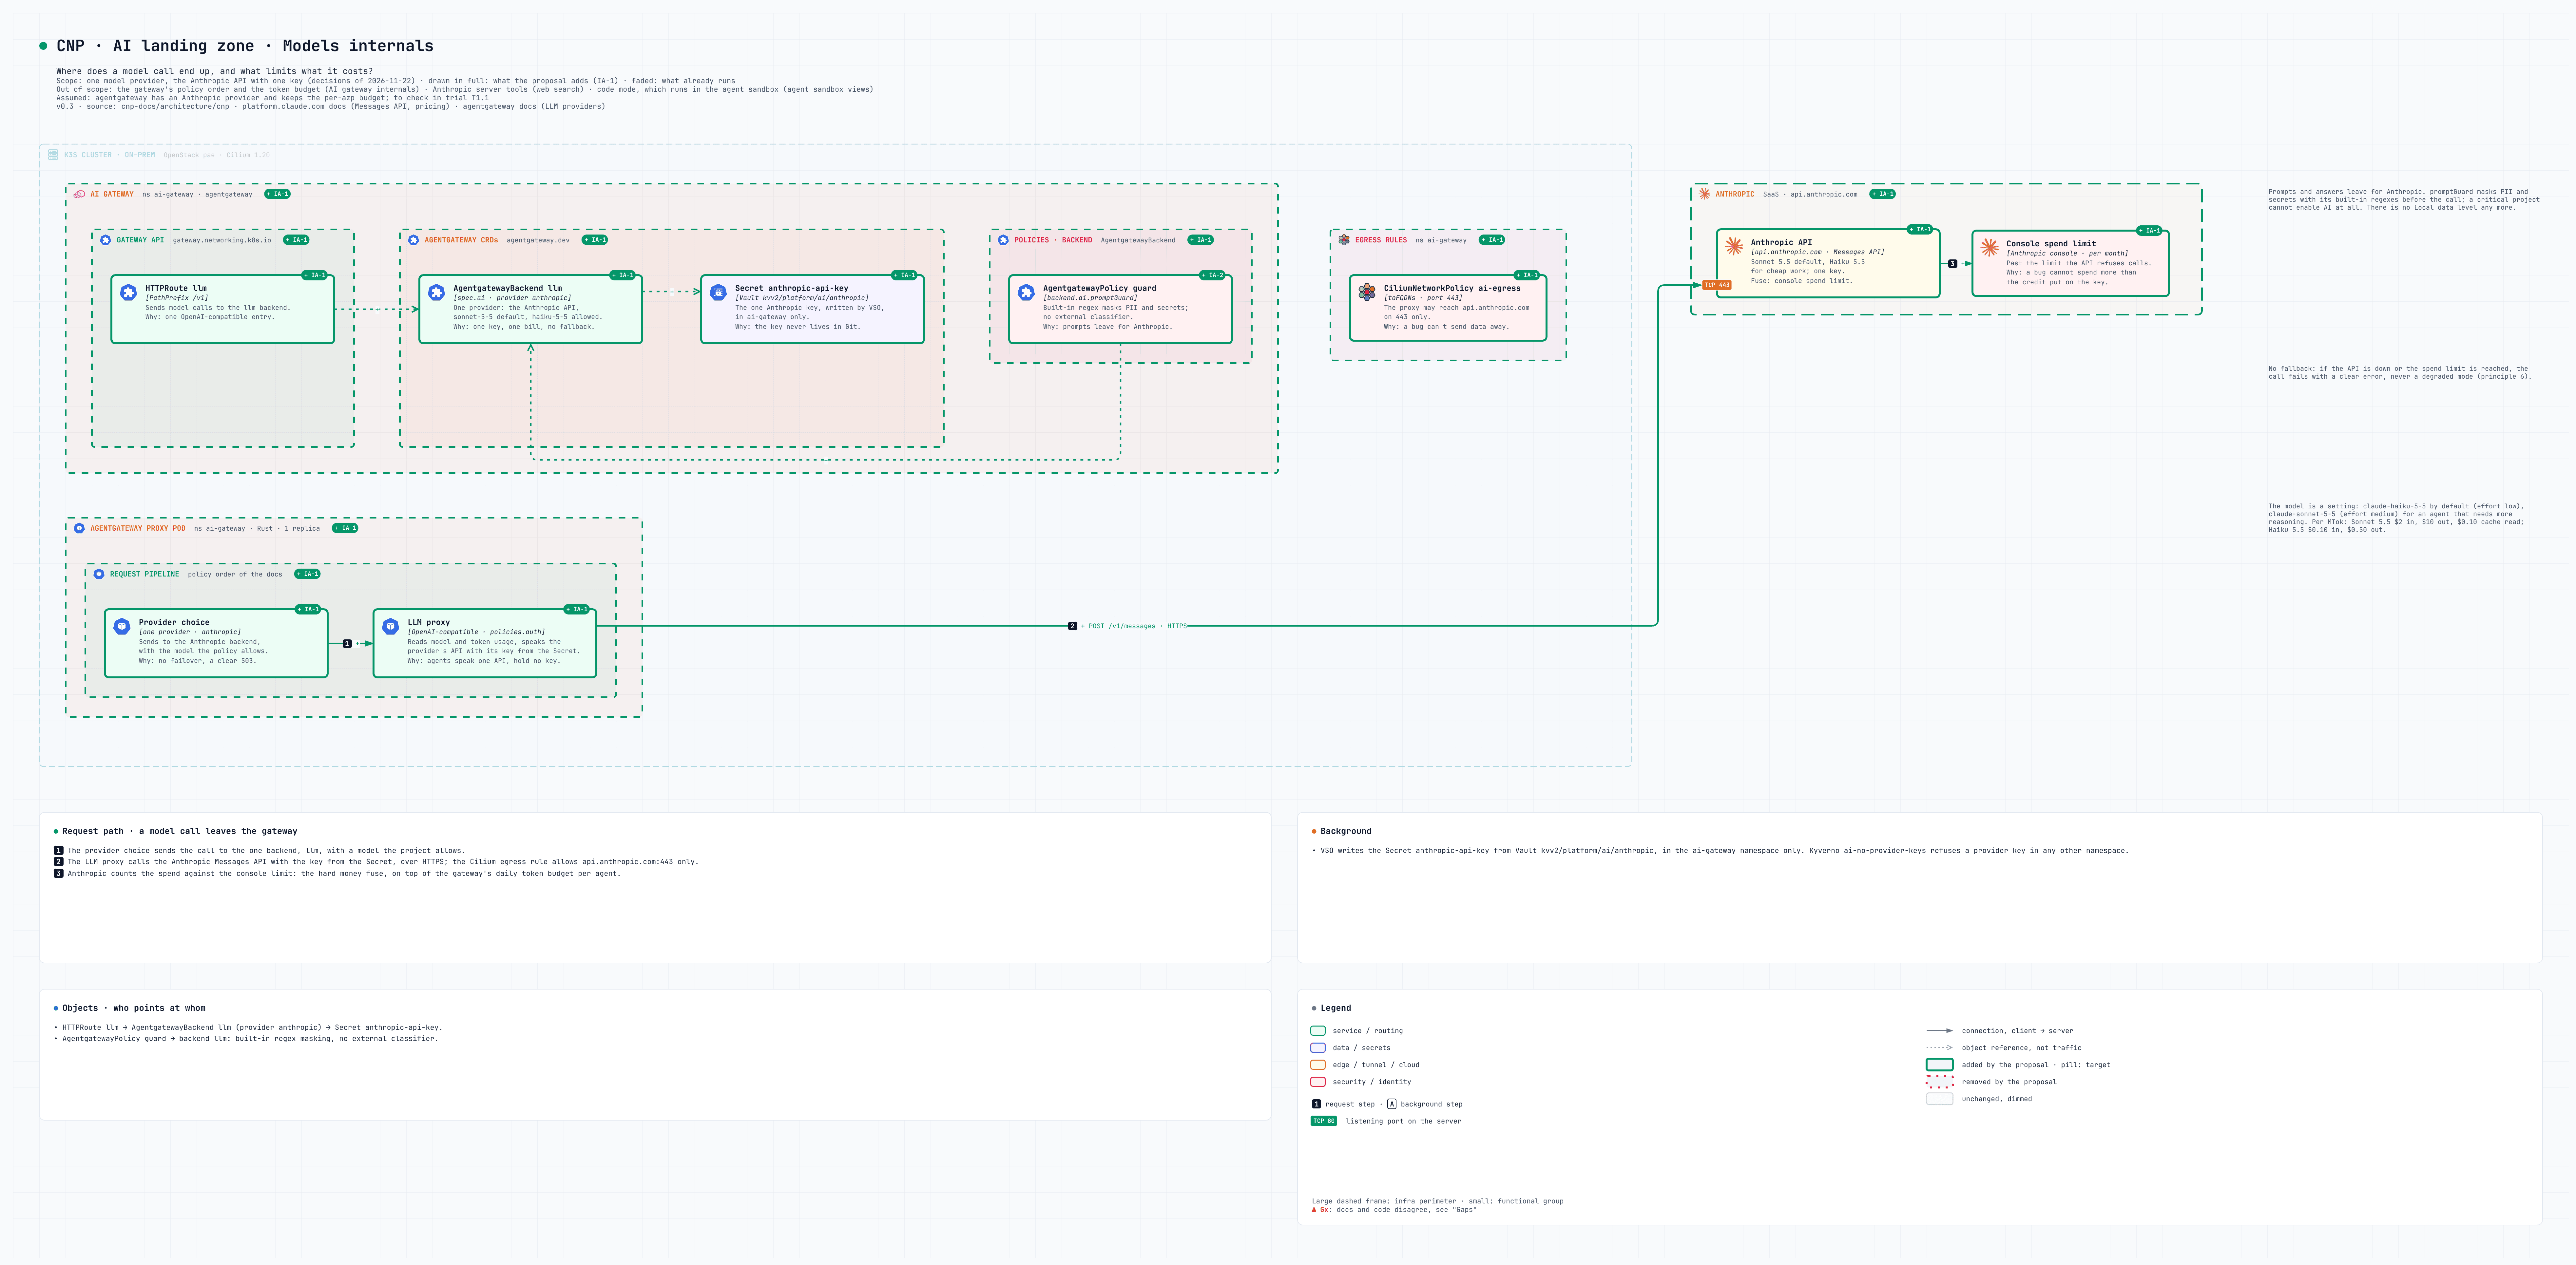 CNP · AI landing zone · Models internals
Where does a model call end up, and what limits what it costs?
Scope: one model provider, the Anthropic API with one key (decisions of 2026-11-22) · drawn in full: what the proposal adds (IA-1) · faded: what already runs
Out of scope: the gateway's policy order and the token budget (AI gateway internals) · Anthropic server tools (web search) · code mode, which runs in the agent sandbox (agent sandbox views)
Assumed: agentgateway has an Anthropic provider and keeps the per-azp budget; to check in trial T1.1
v0.3 · source: cnp-docs/architecture/cnp · platform.claude.com docs (Messages API, pricing) · agentgateway docs (LLM providers)
K3S CLUSTER · ON-PREM OpenStack pae · Cilium 1.20
AI GATEWAY ns ai-gateway · agentgateway + IA-1
GATEWAY API gateway.networking.k8s.io + IA-1
+ IA-1
HTTPRoute llm
[PathPrefix /v1]
Sends model calls to the llm backend.
Why: one OpenAI-compatible entry.
AGENTGATEWAY CRDs agentgateway.dev + IA-1
+ IA-1
AgentgatewayBackend llm
[spec.ai · provider anthropic]
One provider: the Anthropic API,
sonnet-5-5 default, haiku-5-5 allowed.
Why: one key, one bill, no fallback.
+ IA-1
Secret anthropic-api-key
[Vault kvv2/platform/ai/anthropic]
The one Anthropic key, written by VSO,
in ai-gateway only.
Why: the key never lives in Git.
POLICIES · BACKEND AgentgatewayBackend + IA-1
+ IA-2
AgentgatewayPolicy guard
[backend.ai.promptGuard]
Built-in regex masks PII and secrets;
no external classifier.
Why: prompts leave for Anthropic.
EGRESS RULES ns ai-gateway + IA-1
+ IA-1
CiliumNetworkPolicy ai-egress
[toFQDNs · port 443]
The proxy may reach api.anthropic.com
on 443 only.
Why: a bug can't send data away.
ANTHROPIC SaaS · api.anthropic.com + IA-1
+ IA-1
Anthropic API
[api.anthropic.com · Messages API]
Sonnet 5.5 default, Haiku 5.5
for cheap work; one key.
Fuse: console spend limit.
TCP 443
3 +
+ IA-1
Console spend limit
[Anthropic console · per month]
Past the limit the API refuses calls.
Why: a bug cannot spend more than
the credit put on the key.
Prompts and answers leave for Anthropic. promptGuard masks PII and
secrets with its built-in regexes before the call; a critical project
cannot enable AI at all. There is no Local data level any more.
No fallback: if the API is down or the spend limit is reached, the
call fails with a clear error, never a degraded mode (principle 6).
The model is a setting: claude-haiku-5-5 by default (effort low),
claude-sonnet-5-5 (effort medium) for an agent that needs more
reasoning. Per MTok: Sonnet 5.5 $2 in, $10 out, $0.10 cache read;
Haiku 5.5 $0.10 in, $0.50 out.
AGENTGATEWAY PROXY POD ns ai-gateway · Rust · 1 replica + IA-1
REQUEST PIPELINE policy order of the docs + IA-1
+ IA-1
Provider choice
[one provider · anthropic]
Sends to the Anthropic backend,
with the model the policy allows.
Why: no failover, a clear 503.
1 +
+ IA-1
LLM proxy
[OpenAI-compatible · policies.auth]
Reads model and token usage, speaks the
provider's API with its key from the Secret.
Why: agents speak one API, hold no key.
2 + POST /v1/messages · HTTPS
Request path · a model call leaves the gateway
1 The provider choice sends the call to the one backend, llm, with a model the project allows.
2 The LLM proxy calls the Anthropic Messages API with the key from the Secret, over HTTPS; the Cilium egress rule allows api.anthropic.com:443 only.
3 Anthropic counts the spend against the console limit: the hard money fuse, on top of the gateway's daily token budget per agent.
Background
• VSO writes the Secret anthropic-api-key from Vault kvv2/platform/ai/anthropic, in the ai-gateway namespace only. Kyverno ai-no-provider-keys refuses a provider key in any other namespace.
Objects · who points at whom
• HTTPRoute llm → AgentgatewayBackend llm (provider anthropic) → Secret anthropic-api-key.
• AgentgatewayPolicy guard → backend llm: built-in regex masking, no external classifier.
Legend
service / routing
data / secrets
edge / tunnel / cloud
security / identity
1 request step · A background step
TCP 80 listening port on the server
connection, client → server
object reference, not traffic
added by the proposal · pill: target
removed by the proposal
unchanged, dimmed
Large dashed frame: infra perimeter · small: functional group
Gx: docs and code disagree, see "Gaps"